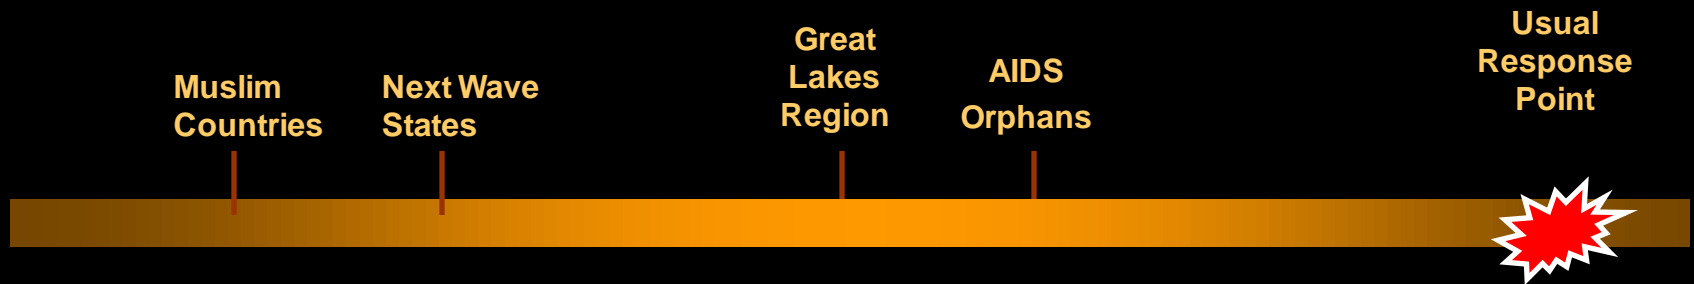 Muslim
Countries
Next Wave
States
Great
Lakes
Region
AIDS
Orphans
Usual
Response
Point